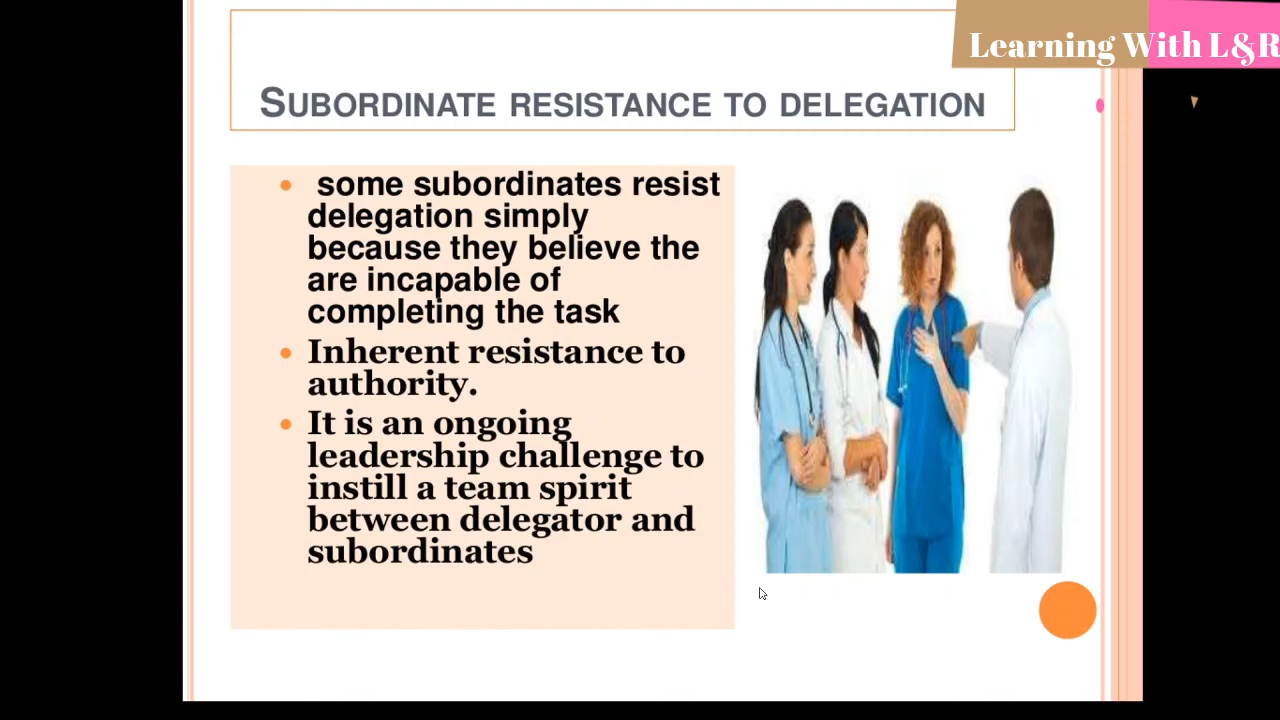 Learning With L&R
SUBORDINATE RESISTANCE TO DELEGATION
some subordinates resist
delegation simply
because they believe the
are incapable of
completing the task
Inherent resistance to
authority.
It is an ongoing
leadership challenge to
instill a team spirit
between delegator and
subordinates